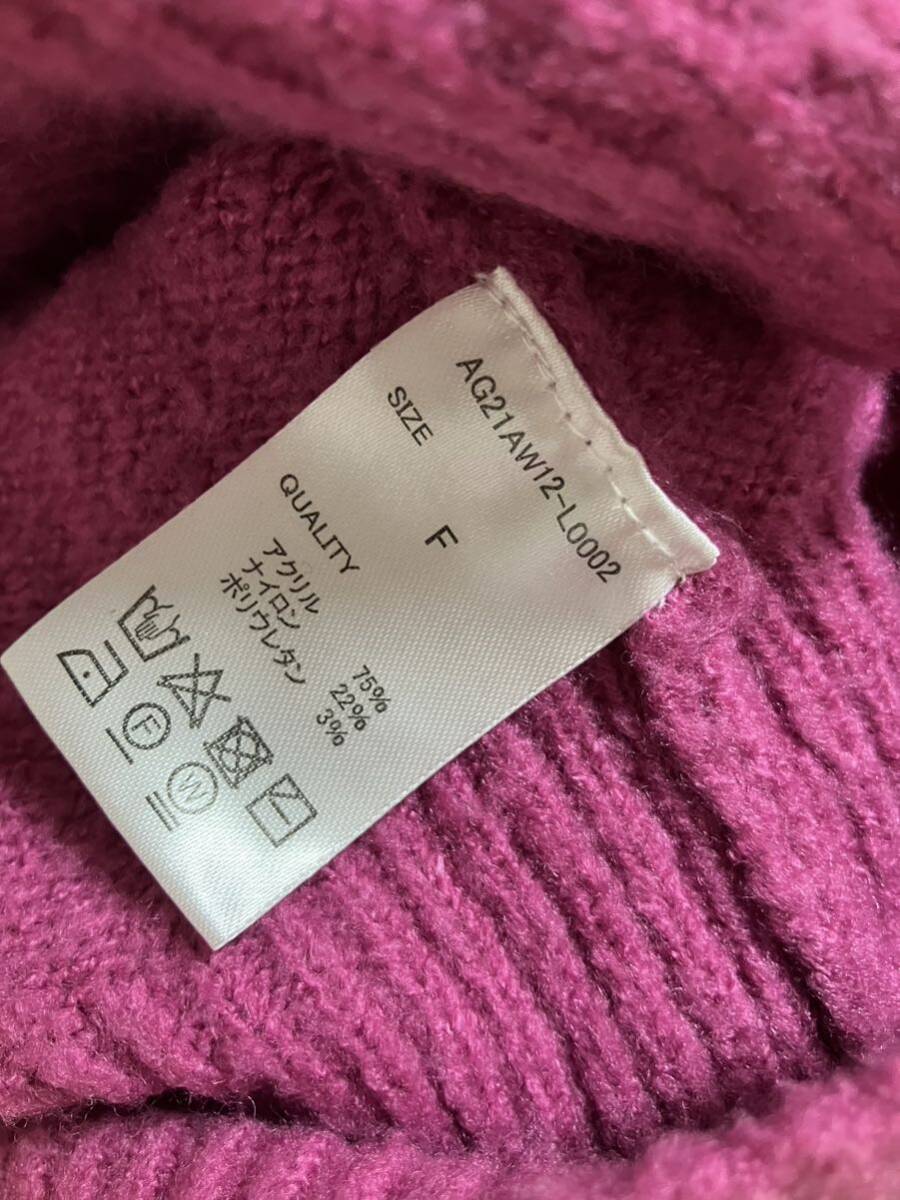 AG21AW12-L0002
SIZE
F
QUALITY
アクリル 75%
ナイロン 22%
ポリウレタン 3%
F
W